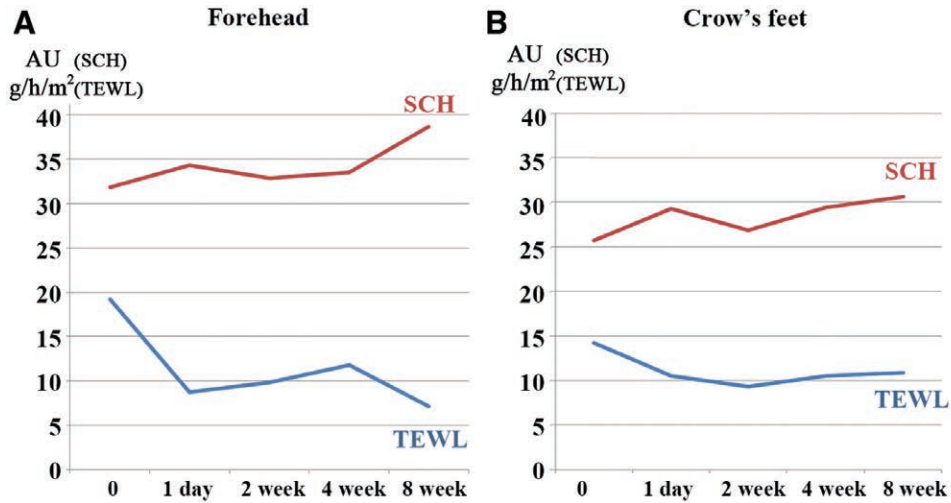 A
Forehead
AU (SCH)
g/h/m²(TEWL)
40
35
30
25
20
15
10
5
0
SCH
TEWL
0 1 day 2 week 4 week 8 week
B
Crow's feet
AU (SCH)
g/h/m²(TEWL)
40
35
30
25
20
15
10
5
0
SCH
TEWL
0 1 day 2 week 4 week 8 week